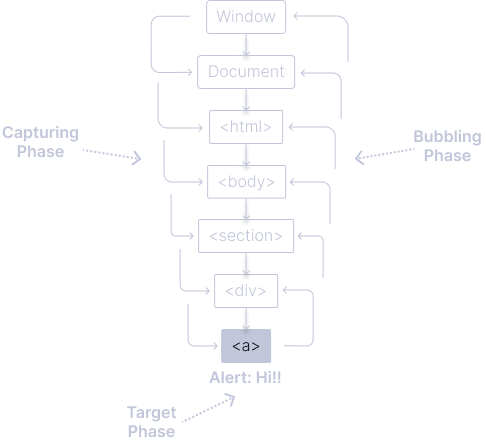 Window
Document
<html>
Capturing
Phase
Bubbling
Phase
<body>
<section>
<div>
<a>
Alert: Hi!!
Target
Phase